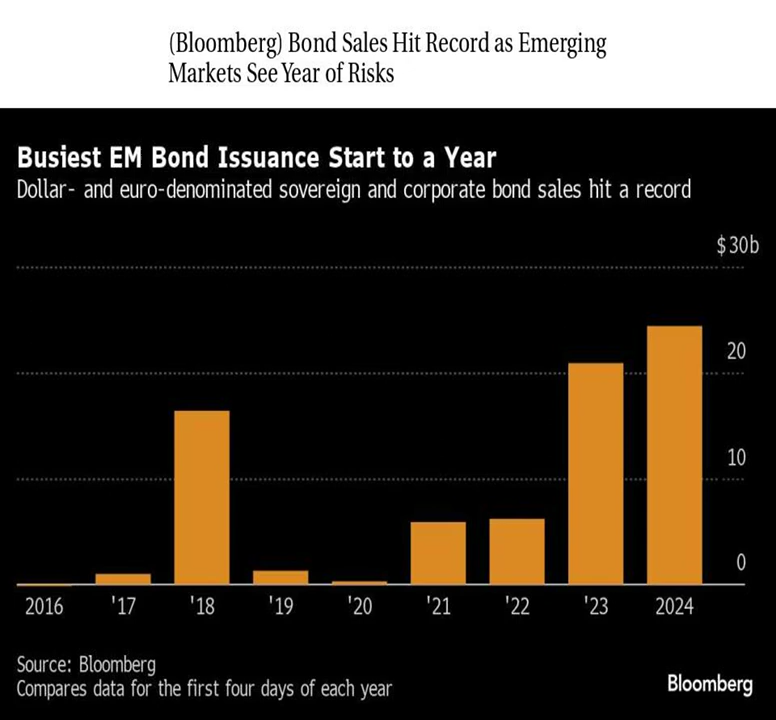 (Bloomberg) Bond Sales Hit Record as Emerging
Markets See Year of Risks
Busiest EM Bond Issuance Start to a Year
Dollar- and euro-denominated sovereign and corporate bond sales hit a record
$30b
20
10
0
2016 '17 '18 '19 '20 '21 '22 '23 2024
Source: Bloomberg
Compares data for the first four days of each year
Bloomberg